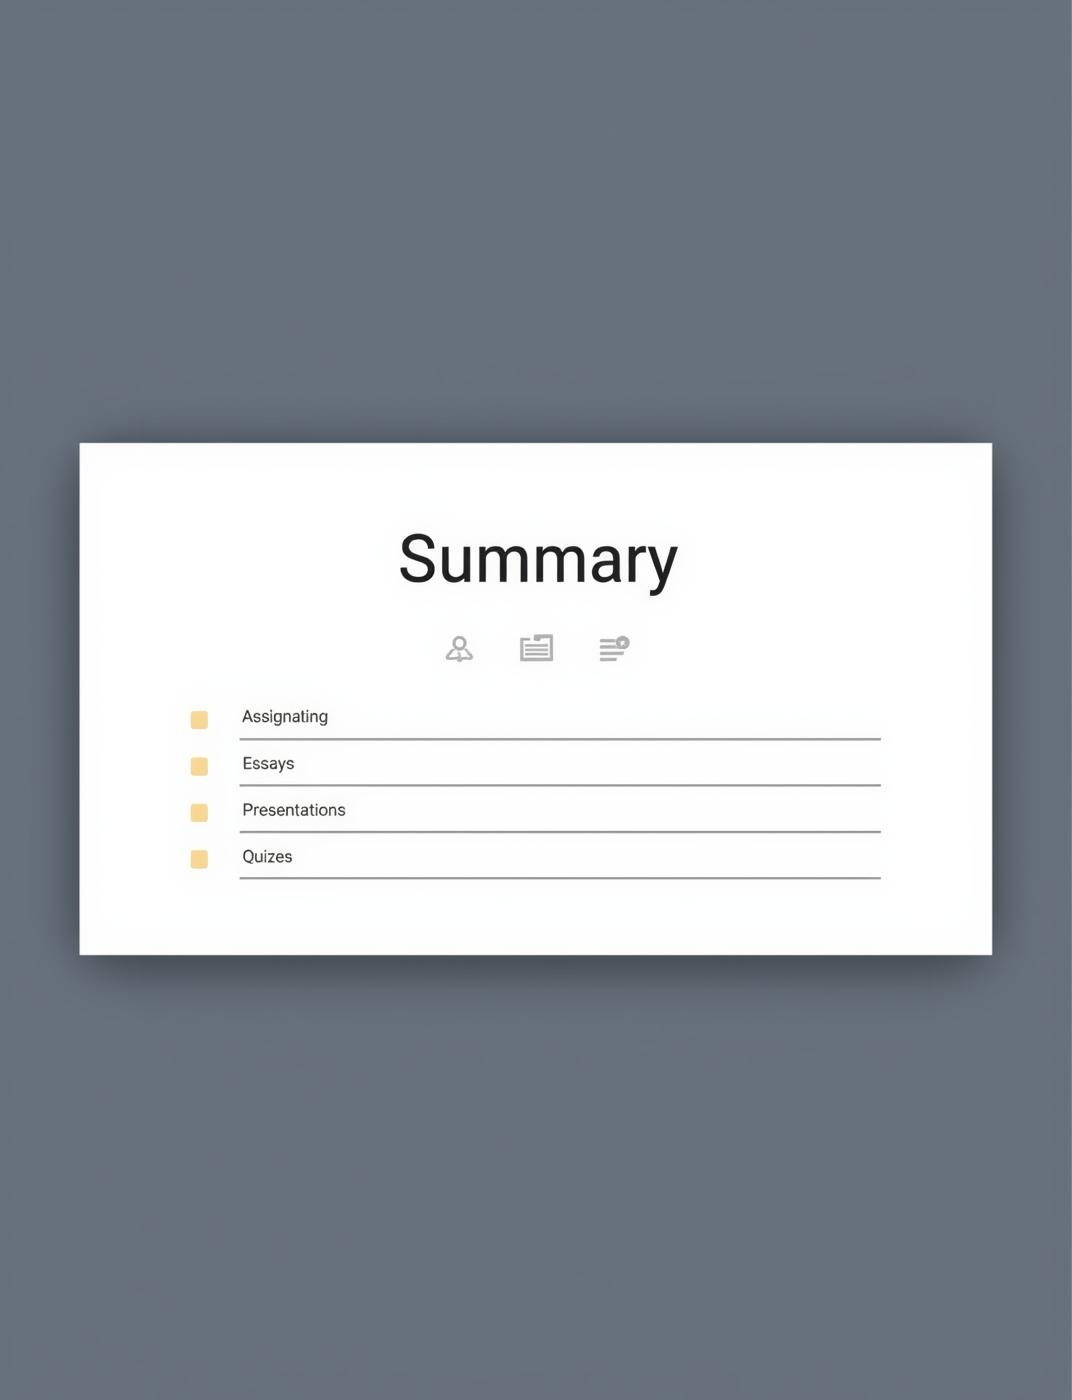 Summary
Assignating
Essays
Presentations
Quizes